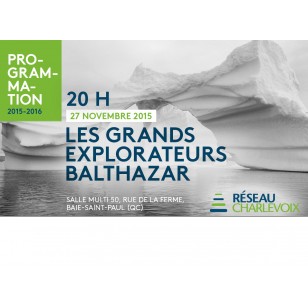 PRO-
GRAM-
MA-
TION
2015-2016
20 H
27 NOVEMBRE 2015
LES GRANDS
EXPLORATEURS
BALTHAZAR
SALLE MULTI 50, RUE DE LA FERME,
BAIE-SAINT-PAUL (QC)
RÉSEAU
CHARLEVOIX